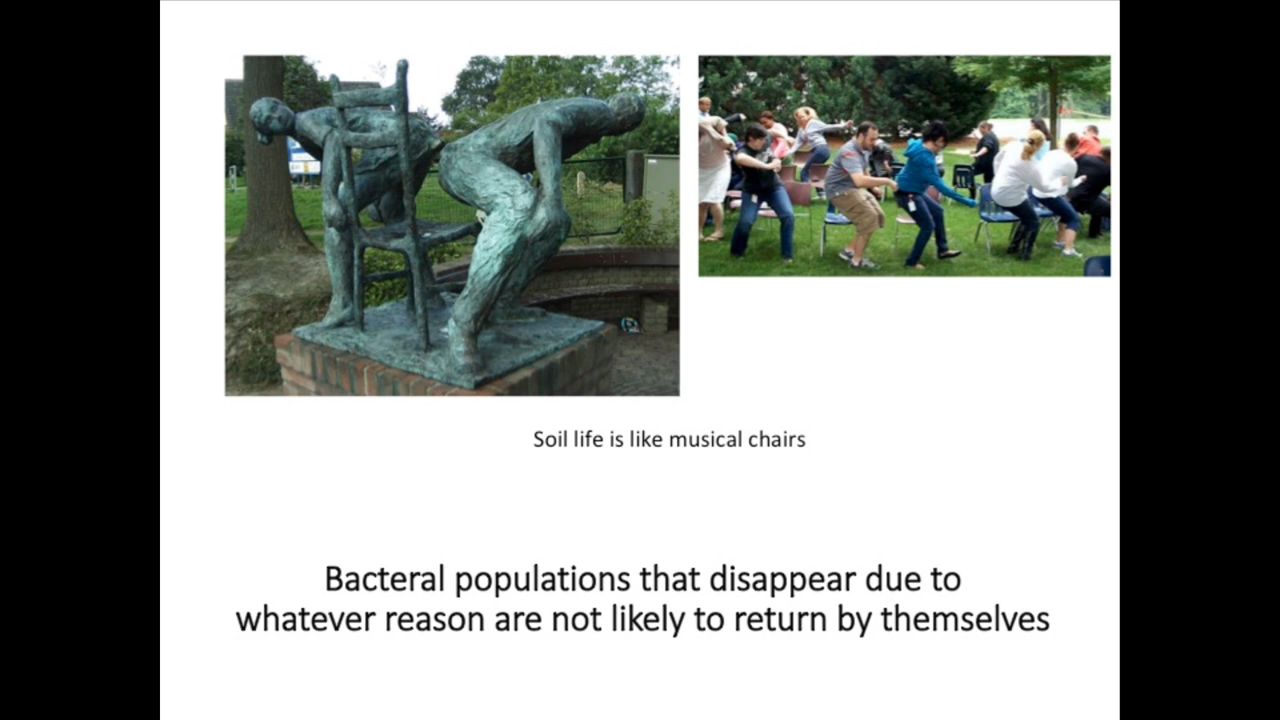 Soil life is like musical chairs
Bacteral populations that disappear due to
whatever reason are not likely to return by themselves